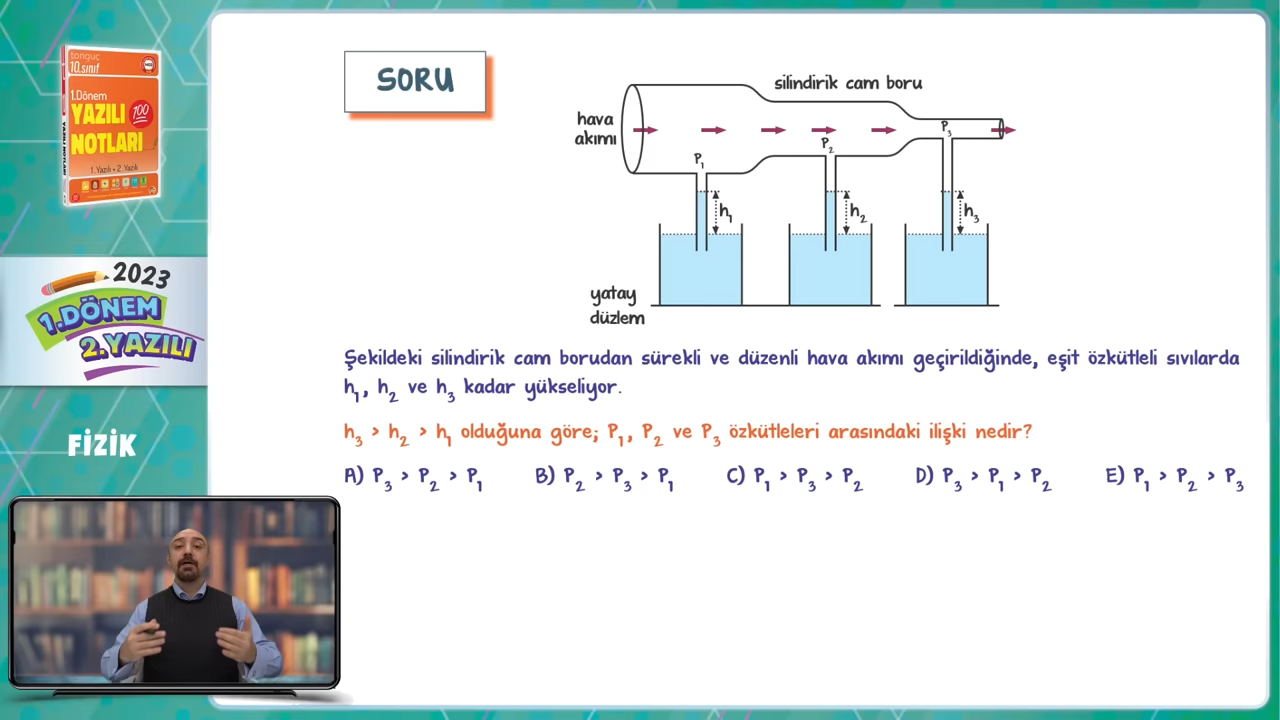 tonguç
10.sınıf
1.Dönem
YAZILI
100
NOTLARI
1. Yazılı + 2. Yazılı
YAZILI NOTLARI
2023
1.DÖNEM
2.YAZILI
FİZİK
SORU
silindirik cam boru
hava
akımı
P₁
P₂
P₃
h₁
h₂
h₃
yatay
düzlem
Şekildeki silindirik cam borudan sürekli ve düzenli hava akımı geçirildiğinde, eşit özkütleli sıvılarda
h₁, h₂ ve h₃ kadar yükseliyor.
h₃ > h₂ > h₁ olduğuna göre; P₁, P₂ ve P₃ özkütleleri arasındaki ilişki nedir?
A) P₃ > P₂ > P₁ B) P₂ > P₃ > P₁ C) P₁ > P₃ > P₂ D) P₃ > P₁ > P₂ E) P₁ > P₂ > P₃